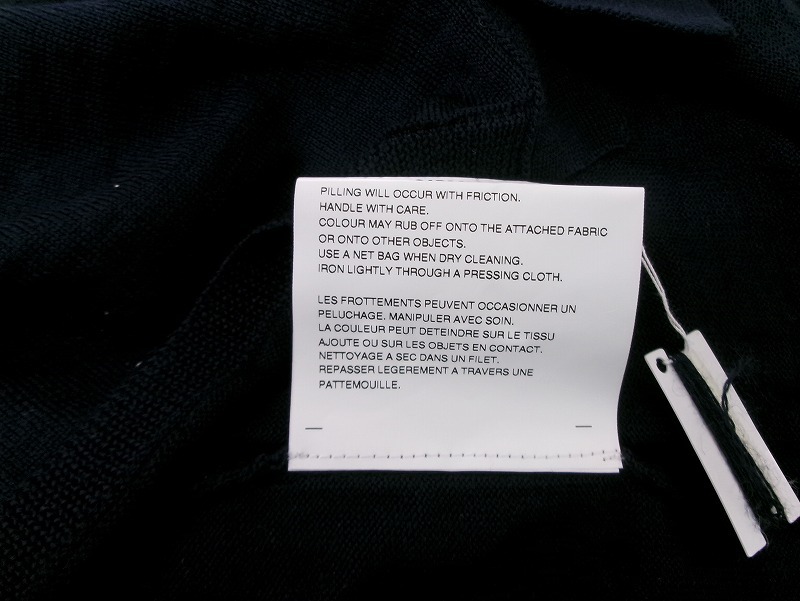 PILLING WILL OCCUR WITH FRICTION.
HANDLE WITH CARE.
COLOUR MAY RUB OFF ONTO THE ATTACHED FABRIC
OR ONTO OTHER OBJECTS.
USE A NET BAG WHEN DRY CLEANING.
IRON LIGHTLY THROUGH A PRESSING CLOTH.
LES FROTTEMENTS PEUVENT OCCASIONNER UN
PELUCHAGE. MANIPULER AVEC SOIN.
LA COULEUR PEUT DETEINDRE SUR LE TISSU
AJOUTE OU SUR LES OBJETS EN CONTACT.
NETTOYAGE A SEC DANS UN FILET.
REPASSER LEGEREMENT A TRAVERS UNE
PATTEMOUILLE.